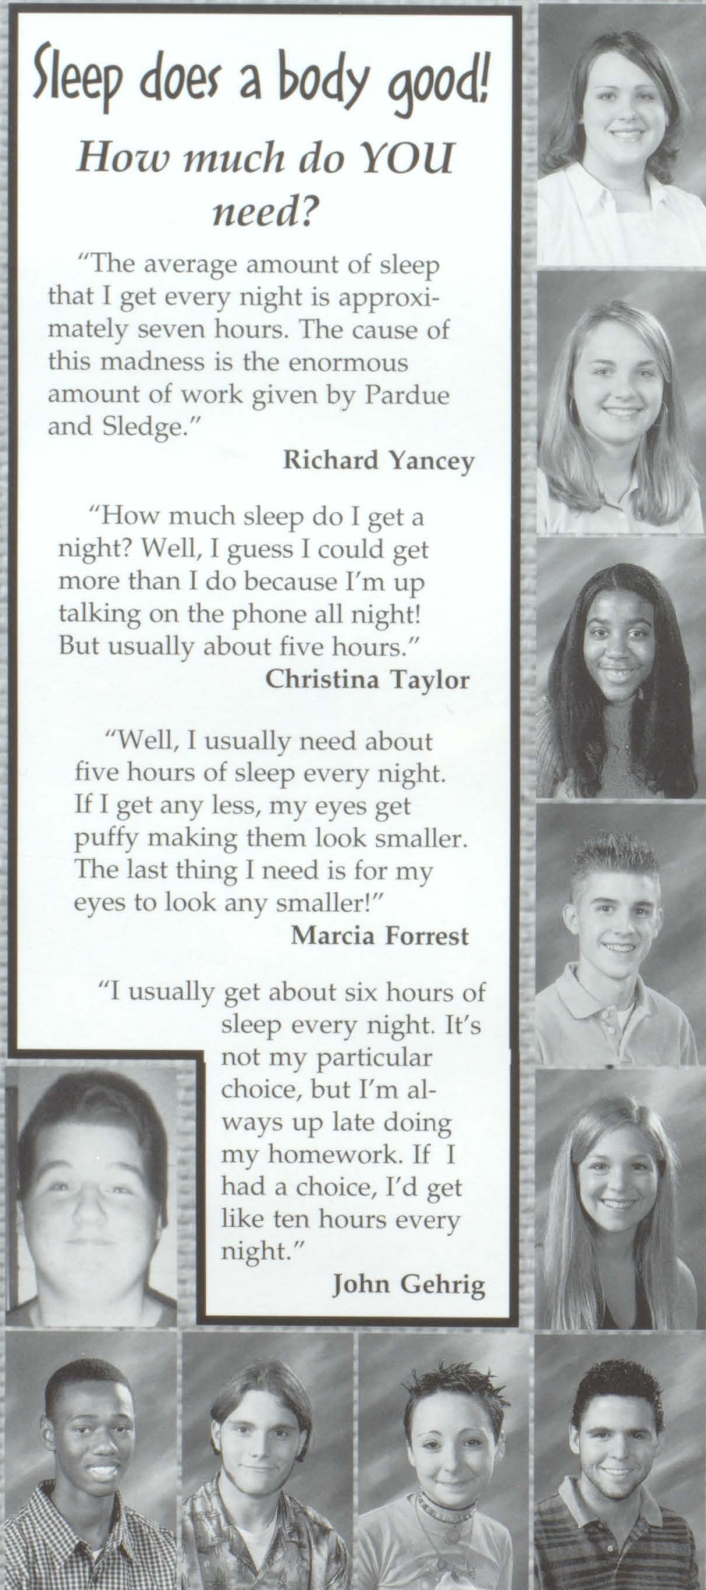 Sleep does a body good!
How much do YOU
need?
"The average amount of sleep
that I get every night is approxi-
mately seven hours. The cause of
this madness is the enormous
amount of work given by Pardue
and Sledge."
Richard Yancey
"How much sleep do I get a
night? Well, I guess I could get
more than I do because I'm up
talking on the phone all night!
But usually about five hours."
Christina Taylor
"Well, I usually need about
five hours of sleep every night.
If I get any less, my eyes get
puffy making them look smaller.
The last thing I need is for my
eyes to look any smaller!"
Marcia Forrest
"I usually get about six hours of
sleep every night. It's
not my particular
choice, but I'm al-
ways up late doing
my homework. If I
had a choice, I'd get
like ten hours every
night."
John Gehrig